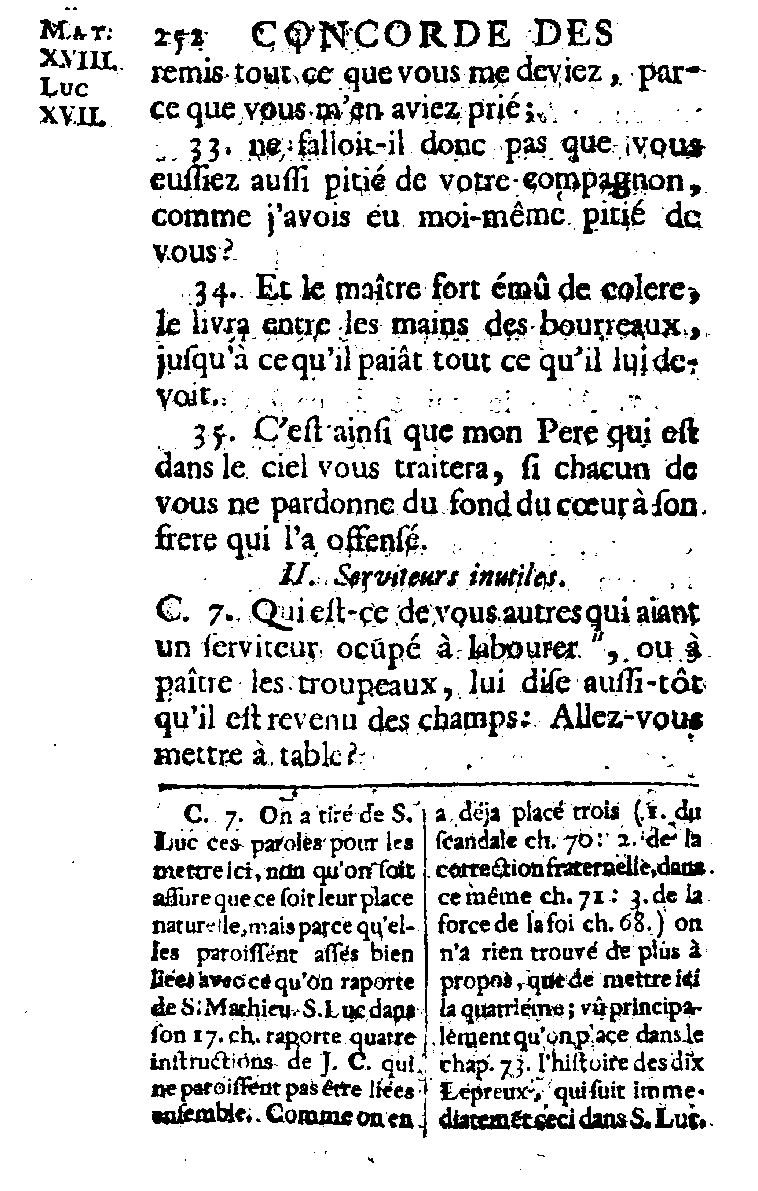 MAT.
XVIII.
Luc
XVII.
252 CONCORDE DES
remis tout ce que vous me deviez, par-
ce que vous m'en aviez prié;
33. ne falloit-il donc pas que vous
eussiez aussi pitié de votre compagnon,
comme j'avois eu moi-même pitié de
vous?
34. Et le maître fort émû de colere,
le livra entre les mains des bourreaux,
jusqu'à ce qu'il paiât tout ce qu'il lui de-
voit.
35. C'est ainsi que mon Pere qui est
dans le ciel vous traitera, si chacun de
vous ne pardonne du fond du cœur à son
frere qui l'a offensé.
II. Serviteurs inutiles.
C. 7. Qui est-ce de vous autres qui aiant
un serviteur ocupé à labourer ", ou à
paître les troupeaux, lui dise aussi-tôt
qu'il est revenu des champs: Allez-vous
mettre à table?
C. 7. On a tiré de S.
Luc ces paroles pour les
mettre ici, non qu'on soit
assure que ce soit leur place
naturelle, mais parce qu'el-
les paroissent assés bien
liées avec ce qu'on raporte
de S. Mathieu. S. Luc dans
son 17. ch. raporte quatre
instructions de J. C. qui
ne paroissent pas être liées
ensemble. Comme on en
a déja placé trois (1. du
scandale ch. 70: 2. de la
correction fraternelle, dans
ce même ch. 71: 3. de la
force de la foi ch. 68.) on
n'a rien trouvé de plus à
propos, que de mettre ici
la quatriéme; vû principa-
lément qu'on place dans le
chap. 73. l'histoire des dix
Lepreux, qui suit imme-
diatemēt ceci dans S. Luc.